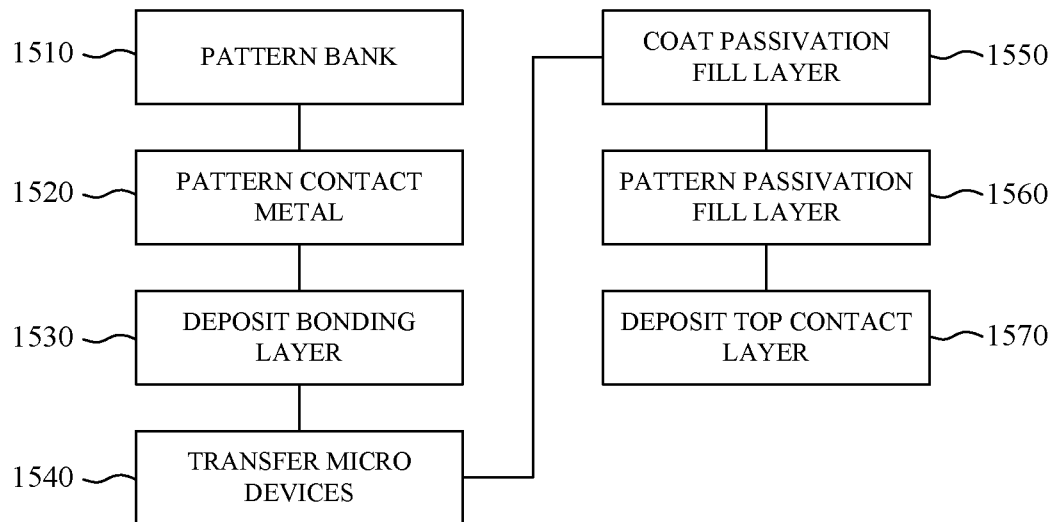 1510
PATTERN BANK
1520
PATTERN CONTACT
METAL
1530
DEPOSIT BONDING
LAYER
1540
TRANSFER MICRO
DEVICES
COAT PASSIVATION
FILL LAYER
1550
PATTERN PASSIVATION
FILL LAYER
1560
DEPOSIT TOP CONTACT
LAYER
1570